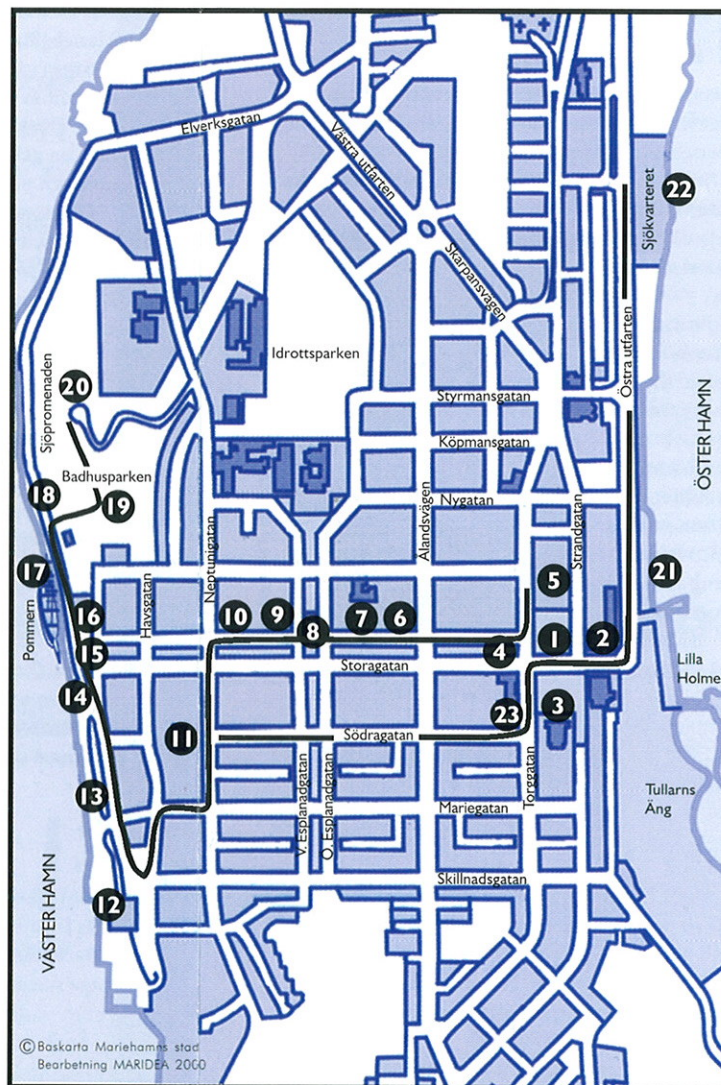 Elverksgatan
Västra utfarten
22
Sjökvarteret
Skarpansvägen
Idrottsparken
Östra utfarten
20
Sjöpromenaden
Styrmansgatan
Köpmansgatan
ÖSTER HAMN
Badhusparken
18
19
Nygatan
Ålandsvägen
Strandgatan
Neptunigatan
17
5
21
Havsgatan
16
10
9
8
7
6
Pommern
15
4
1
2
Storagatan
Lilla
Holme
14
23
3
11
Södragatan
Torggatan
13
V. Esplanadgatan
Ö. Esplanadgatan
Mariegatan
Tullarns
Äng
Skillnadsgatan
12
VÄSTER HAMN
© Baskarta Mariehamns stad
Bearbetning MARIDEA 2000